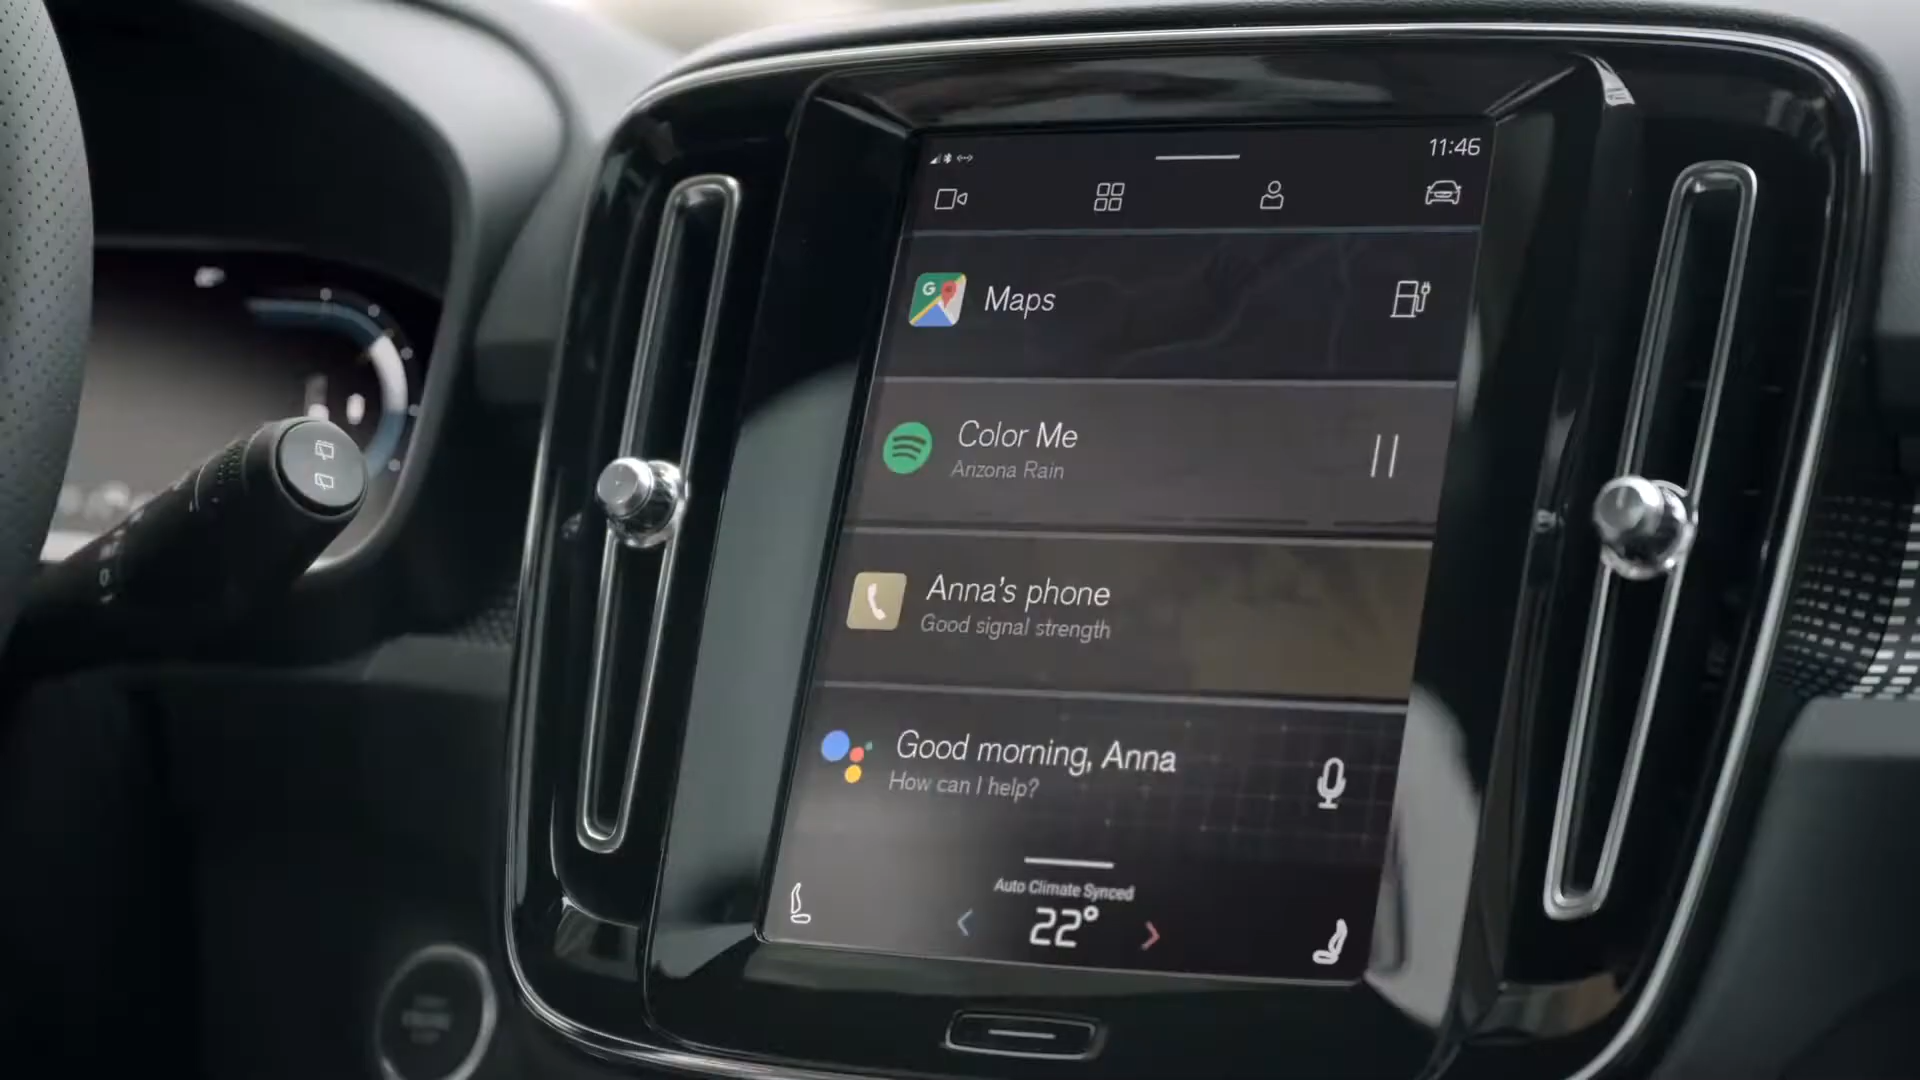 11:46
G
Maps
Color Me
Arizona Rain
Anna's phone
Good signal strength
Good morning, Anna
How can I help?
Auto Climate Synced
22°